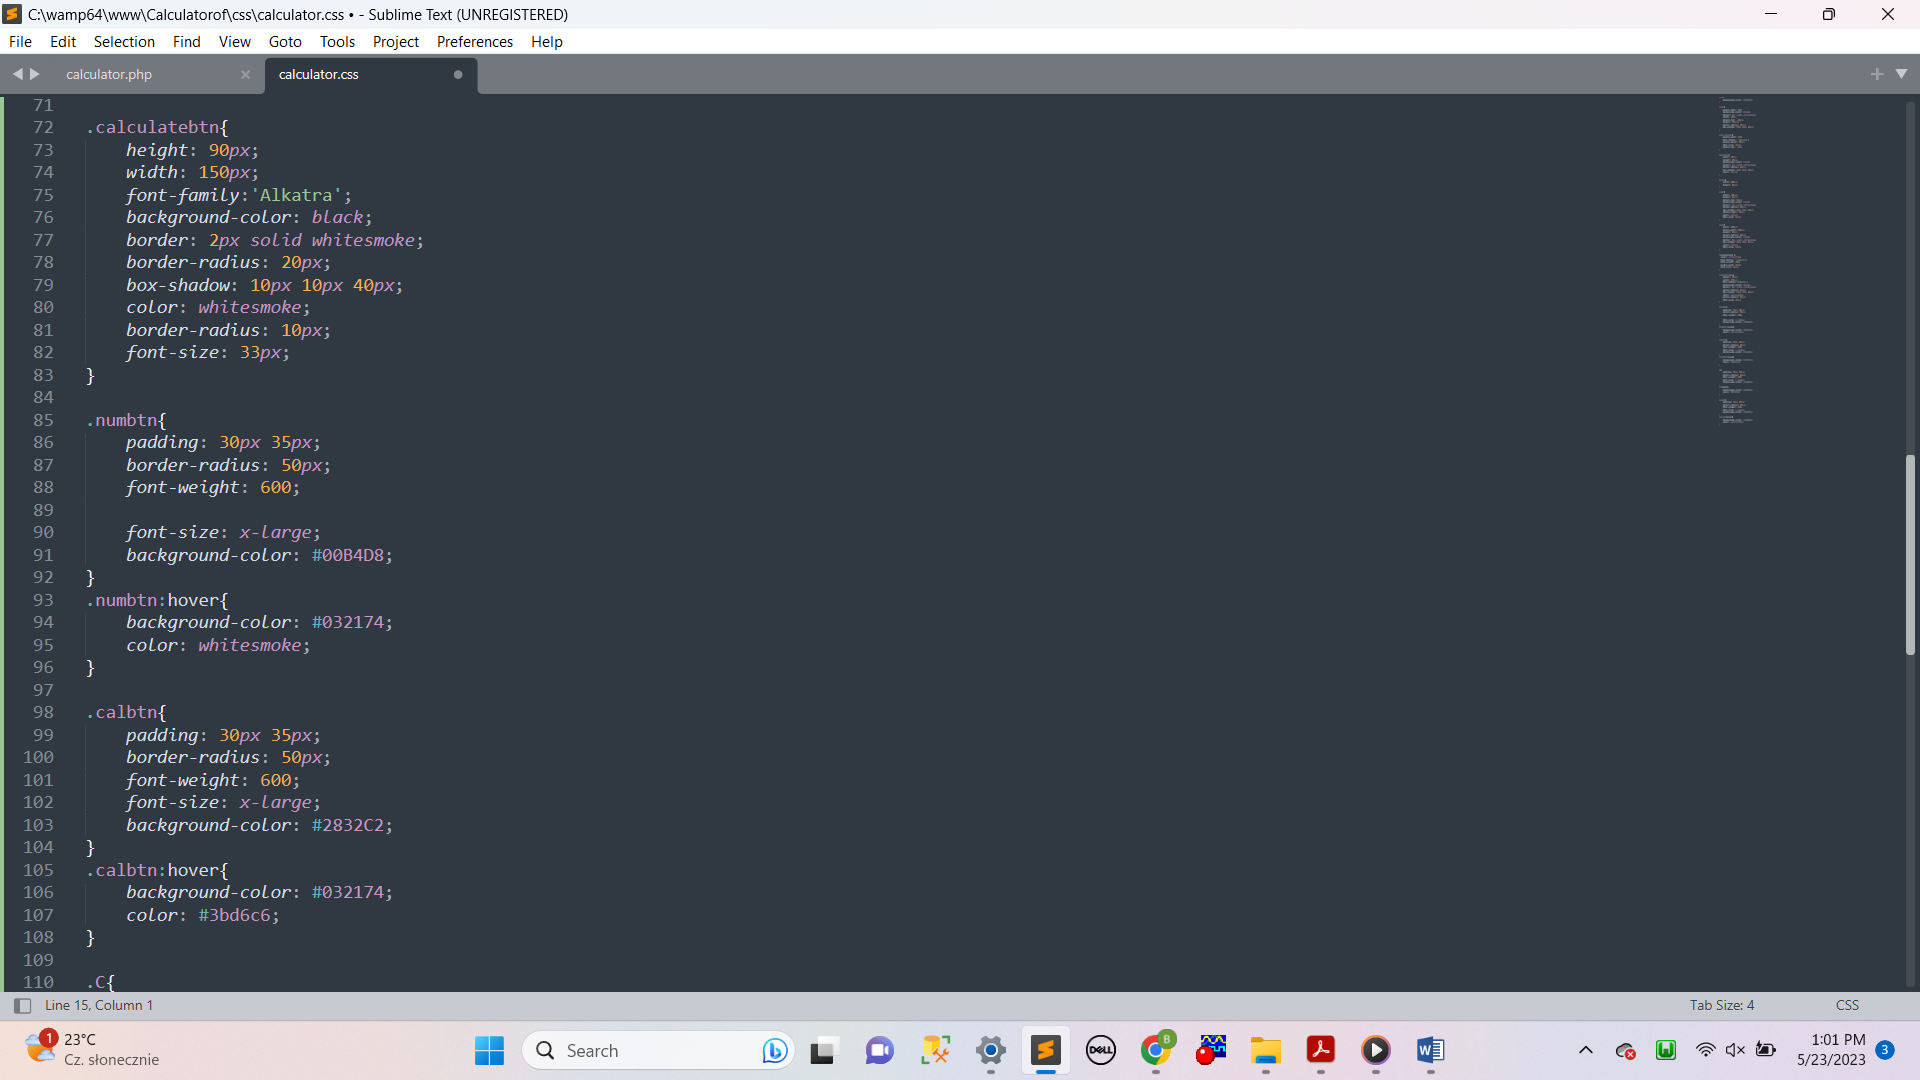 C:\wamp64\www\Calculatorof\css\calculator.css • - Sublime Text (UNREGISTERED)
File Edit Selection Find View Goto Tools Project Preferences Help
calculator.php calculator.css
71
72 .calculatebtn{
73 height: 90px;
74 width: 150px;
75 font-family:'Alkatra';
76 background-color: black;
77 border: 2px solid whitesmoke;
78 border-radius: 20px;
79 box-shadow: 10px 10px 40px;
80 color: whitesmoke;
81 border-radius: 10px;
82 font-size: 33px;
83 }
84
85 .numbtn{
86 padding: 30px 35px;
87 border-radius: 50px;
88 font-weight: 600;
89
90 font-size: x-large;
91 background-color: #00B4D8;
92 }
93 .numbtn:hover{
94 background-color: #032174;
95 color: whitesmoke;
96 }
97
98 .calbtn{
99 padding: 30px 35px;
100 border-radius: 50px;
101 font-weight: 600;
102 font-size: x-large;
103 background-color: #2832C2;
104 }
105 .calbtn:hover{
106 background-color: #032174;
107 color: #3bd6c6;
108 }
109
110 .C{
Line 15, Column 1 Tab Size: 4 CSS
1 23°C
Cz. słonecznie
Search
DELL
B
1:01 PM
5/23/2023
3